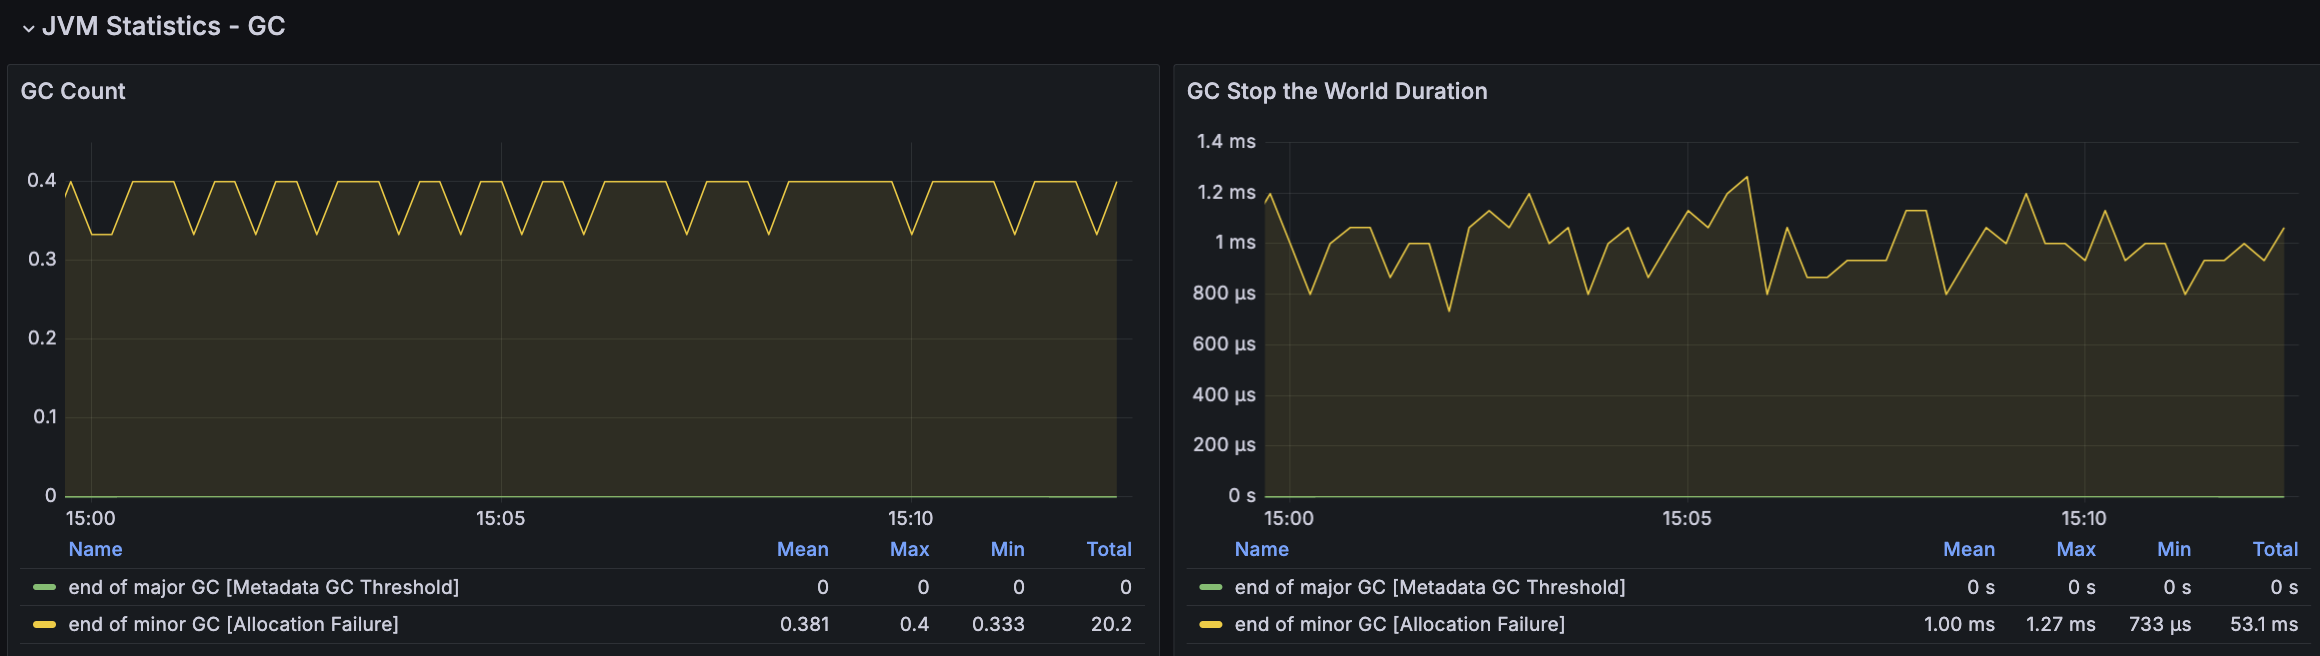 JVM Statistics - GC
GC Count
0.4
0.3
0.2
0.1
0
15:00 15:05 15:10
Name Mean Max Min Total
end of major GC [Metadata GC Threshold] 0 0 0 0
end of minor GC [Allocation Failure] 0.381 0.4 0.333 20.2
GC Stop the World Duration
1.4 ms
1.2 ms
1 ms
800 µs
600 µs
400 µs
200 µs
0 s
15:00 15:05 15:10
Name Mean Max Min Total
end of major GC [Metadata GC Threshold] 0 s 0 s 0 s 0 s
end of minor GC [Allocation Failure] 1.00 ms 1.27 ms 733 µs 53.1 ms